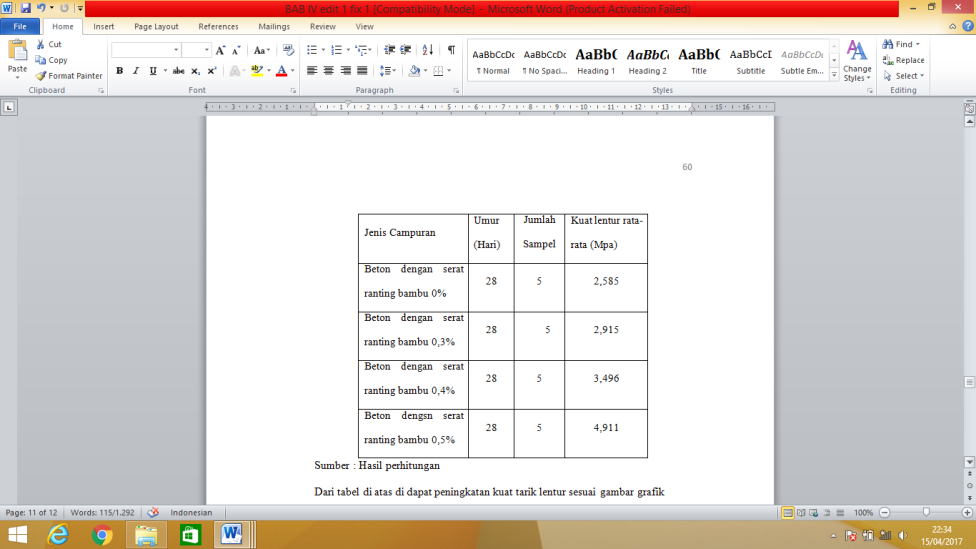 BAB IV edit 1 fix 1 [Compatibility Mode] - Microsoft Word (Product Activation Failed)
File Home Insert Page Layout References Mailings Review View
Cut
Copy
Format Painter
Paste
Clipboard
Font
Paragraph
AaBbCcDc AaBbCcDc AaBbC AaBbCc AaBbC AaBbCcI AaBbCcDc
¶ Normal ¶ No Spaci... Heading 1 Heading 2 Title Subtitle Subtle Em...
Styles
Change Styles
Find
Replace
Select
Editing
60
Jenis Campuran Umur (Hari) Jumlah Sampel Kuat lentur rata-rata (Mpa)
Beton dengan serat ranting bambu 0% 28 5 2,585
Beton dengan serat ranting bambu 0,3% 28 5 2,915
Beton dengan serat ranting bambu 0,4% 28 5 3,496
Beton dengsn serat ranting bambu 0,5% 28 5 4,911
Sumber : Hasil perhitungan
Dari tabel di atas di dapat peningkatan kuat tarik lentur sesuai gambar grafik
Page: 11 of 12 Words: 115/1.292 Indonesian 100%
22:34
15/04/2017